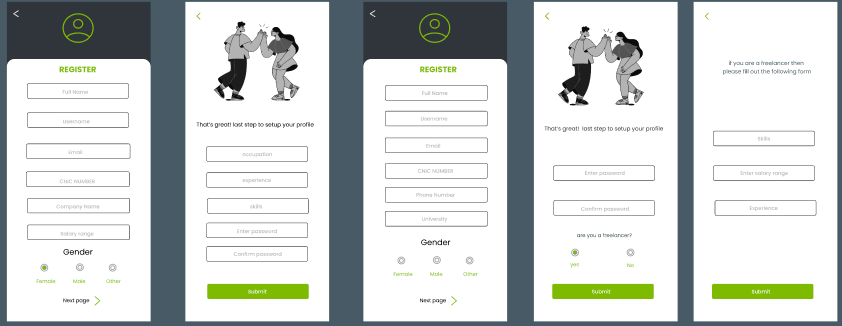 REGISTER
Full Name
Username
Email
CNIC NUMBER
Company Name
Salary range
Gender
Female Male Other
Next page
That's great! last step to setup your profile
occupation
experience
skills
Enter password
Confirm password
Submit
REGISTER
Full Name
Username
Email
CNIC NUMBER
Phone Number
University
Gender
Female Male Other
Next page
That's great! last step to setup your profile
Enter password
Confirm password
are you a freelancer?
yes No
Submit
if you are a freelancer then
please fill out the following form
Skills
Enter salary range
Experience
Submit